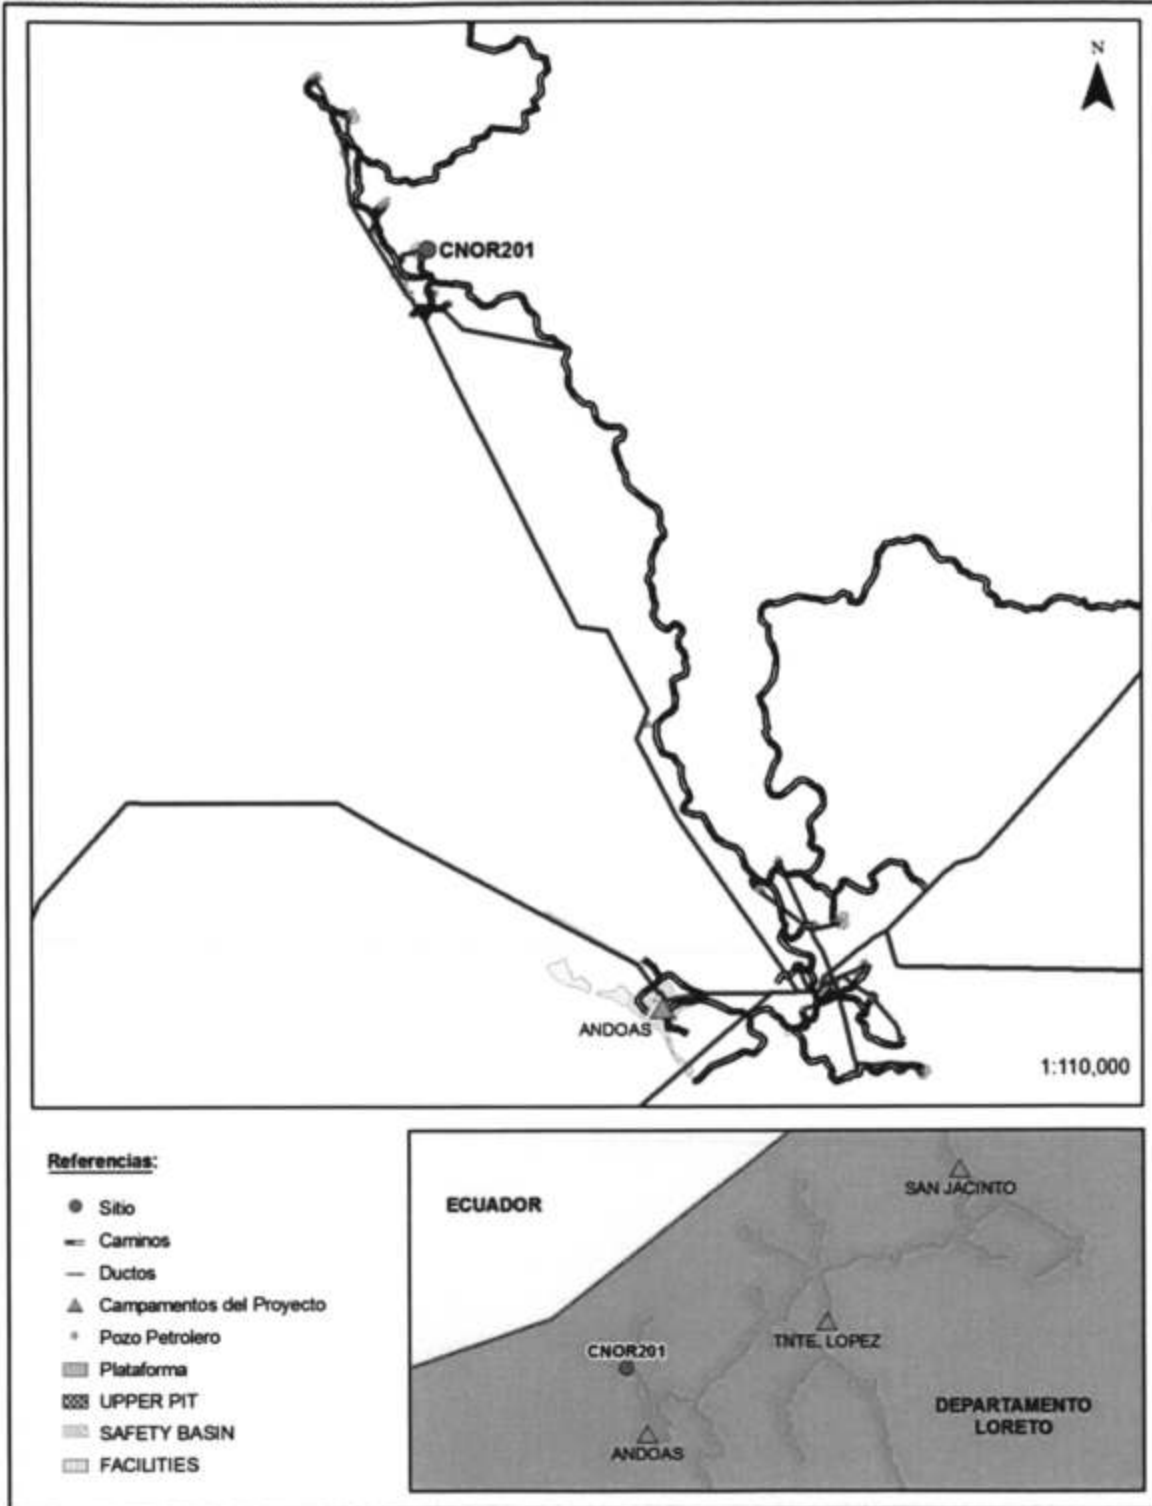 N
CNOR201
ANDOAS
1:110,000
Referencias:
Sitio
Caminos
Ductos
Campamentos del Proyecto
Pozo Petrolero
Plataforma
UPPER PIT
SAFETY BASIN
FACILITIES
ECUADOR
SAN JACINTO
TNTE. LOPEZ
CNOR201
DEPARTAMENTO
LORETO
ANDOAS